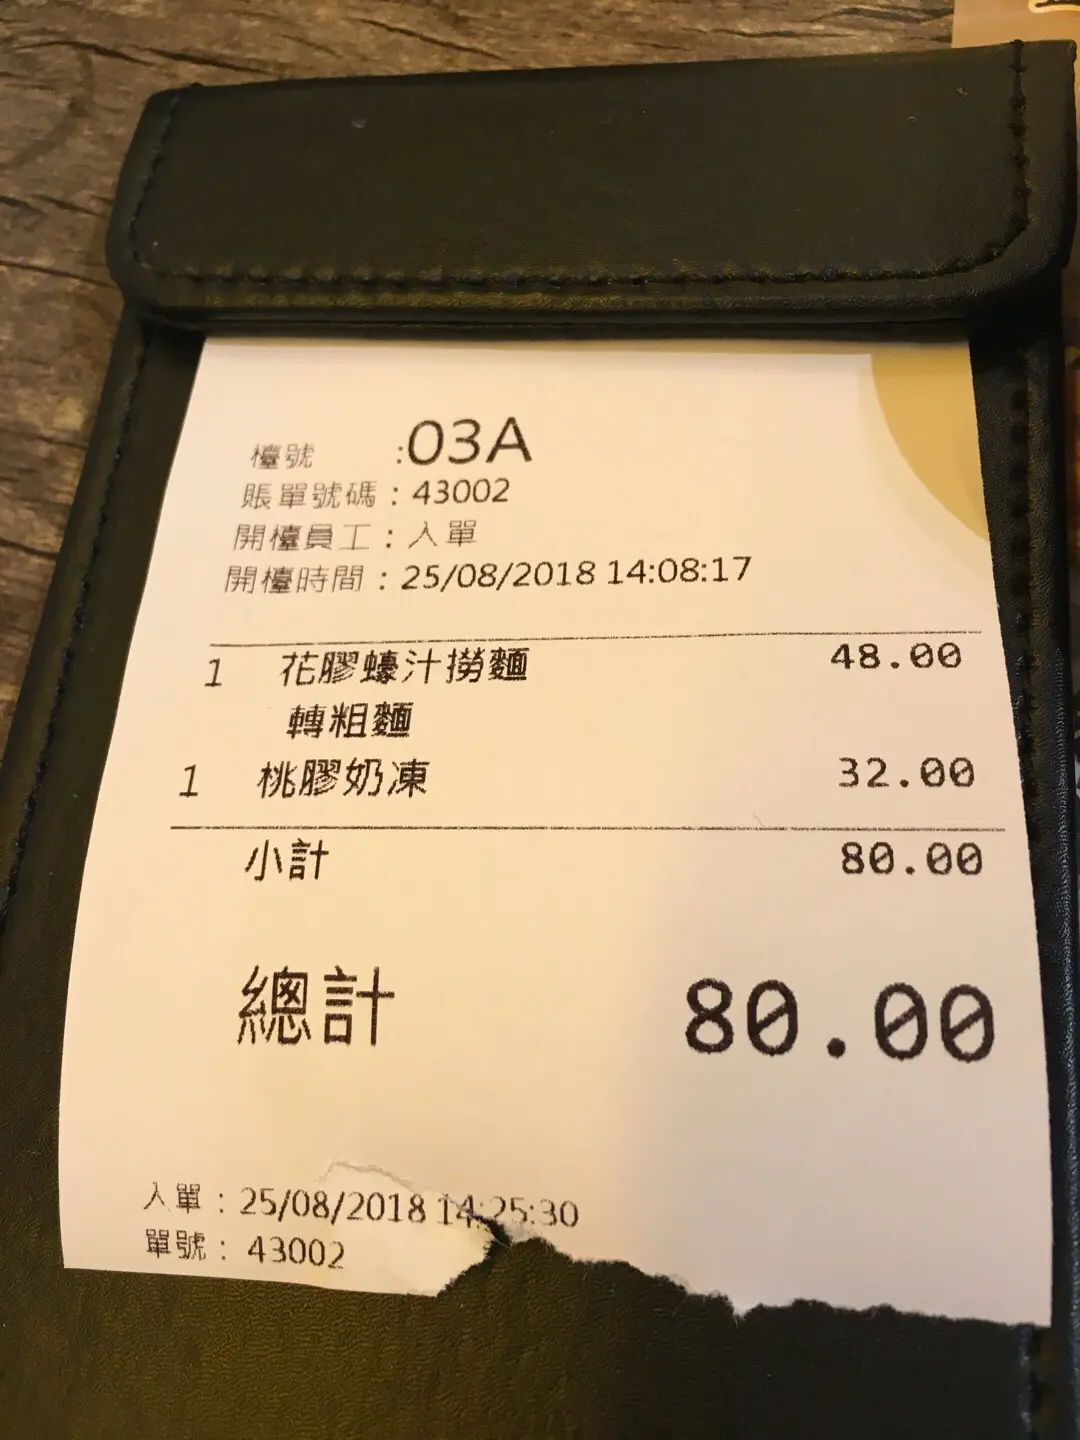 檯號 :03A
賬單號碼：43002
開檯員工：入單
開檯時間：25/08/2018 14:08:17
1 花膠蠔汁撈麵 48.00
轉粗麵
1 桃膠奶凍 32.00
小計 80.00
總計 80.00
入單：25/08/2018 14:25:30
單號：43002